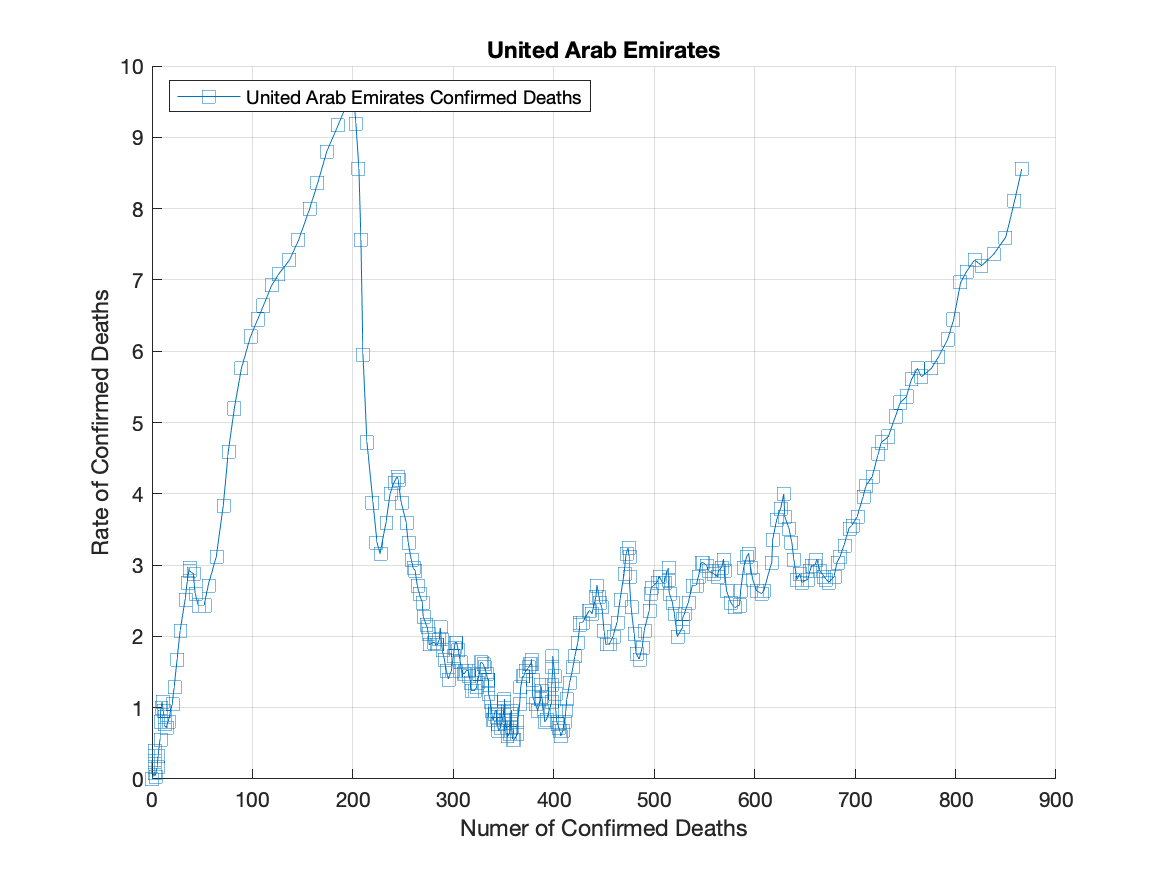 United Arab Emirates
United Arab Emirates Confirmed Deaths
Rate of Confirmed Deaths
10
9
8
7
6
5
4
3
2
1
0
0 100 200 300 400 500 600 700 800 900
Numer of Confirmed Deaths